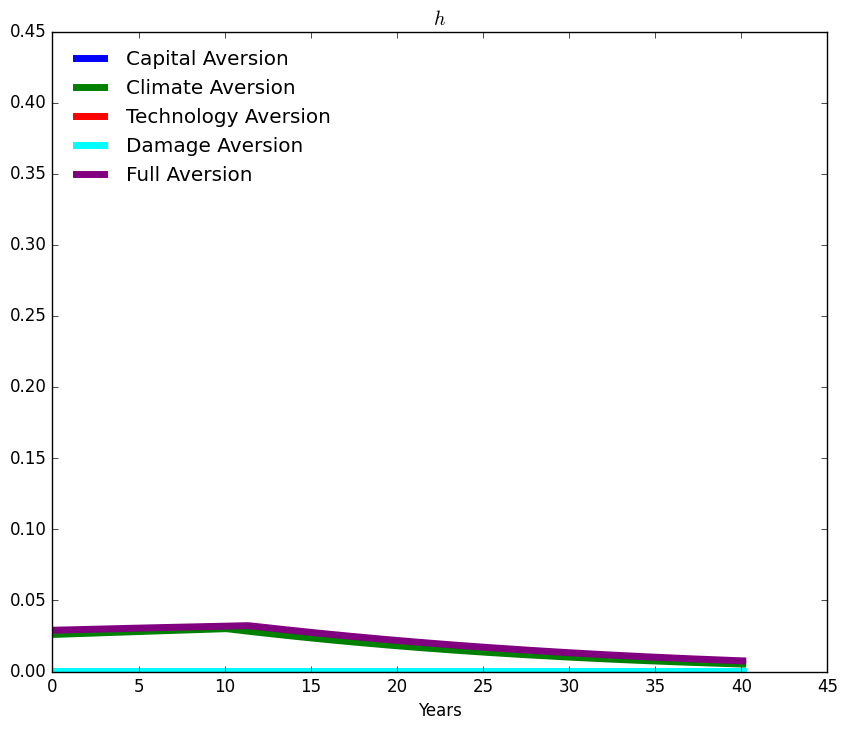 h
0.45
Capital Aversion
Climate Aversion
0.40
Technology Aversion
Damage Aversion
0.35
Full Aversion
0.30
0.25
0.20
0.15
0.10
0.05
0.00
0 5 10 15 20 25 30 35 40 45
Years